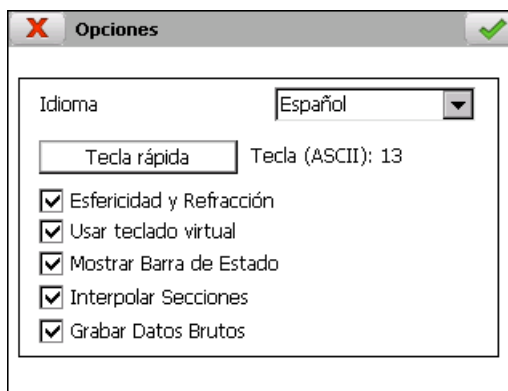 Opciones
Idioma Español
Tecla rápida Tecla (ASCII): 13
Esfericidad y Refracción
Usar teclado virtual
Mostrar Barra de Estado
Interpolar Secciones
Grabar Datos Brutos